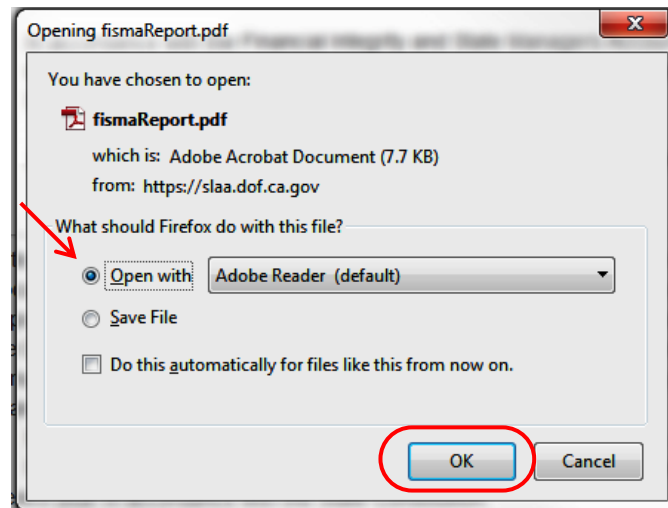 Opening fismaReport.pdf
X
You have chosen to open:
fismaReport.pdf
which is: Adobe Acrobat Document (7.7 KB)
from: https://slaa.dof.ca.gov
What should Firefox do with this file?
Open with Adobe Reader (default)
Save File
Do this automatically for files like this from now on.
OK Cancel